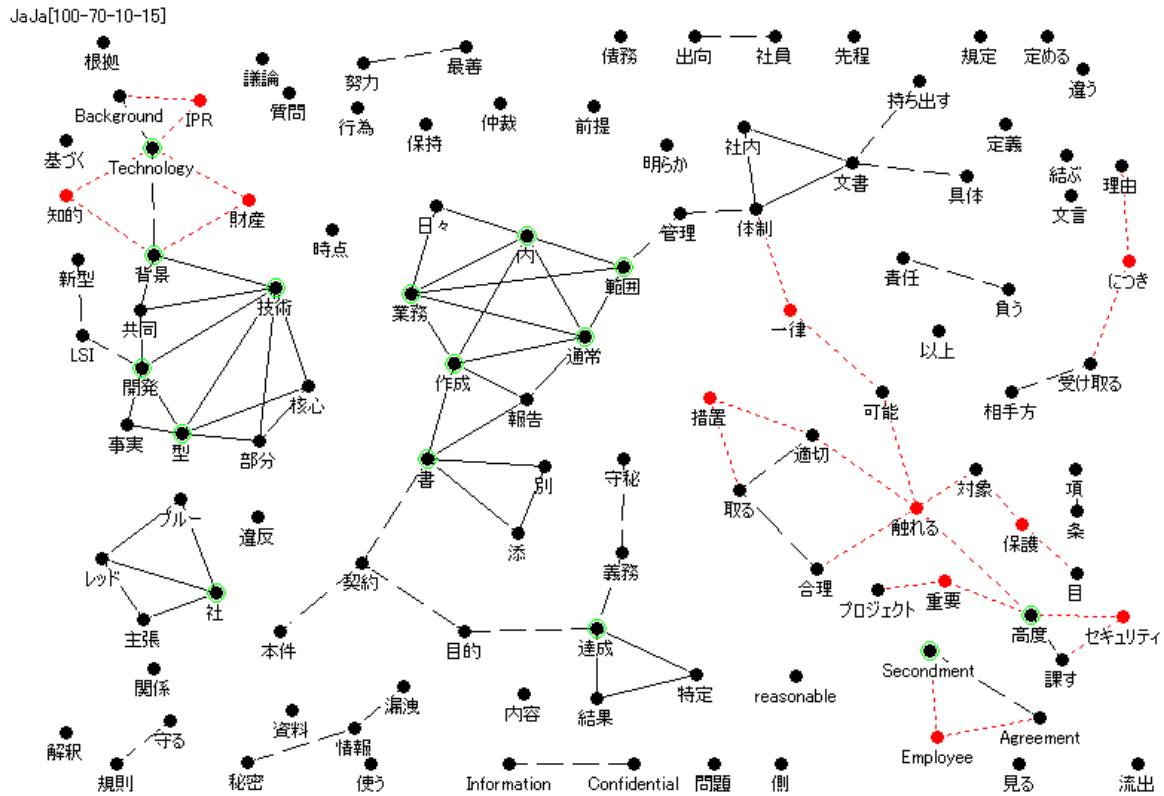 JaJa[100-70-10-15]
根拠
議論
努力
最善
債務
出向
社員
先程
規定
定める
違う
Background
IPR
質問
行為
保持
仲裁
前提
持ち出す
基づく
Technology
明らか
社内
文書
具体
定義
結ぶ
理由
文言
知的
財産
時点
日々
内
範囲
管理
体制
責任
負う
につき
新型
背景
技術
業務
一律
以上
LSI
共同
開発
通常
作成
受け取る
相手方
核心
報告
措置
可能
事実
型
部分
書
別
守秘
適切
取る
対象
項
条
ブルー
違反
添
触れる
保護
目
レッド
社
契約
義務
合理
プロジェクト
重要
高度
セキュリティ
主張
本件
目的
達成
Secondment
課す
関係
特定
reasonable
結果
内容
漏洩
資料
情報
守る
解釈
規則
秘密
使う
Information
Confidential
問題
側
Employee
Agreement
見る
流出